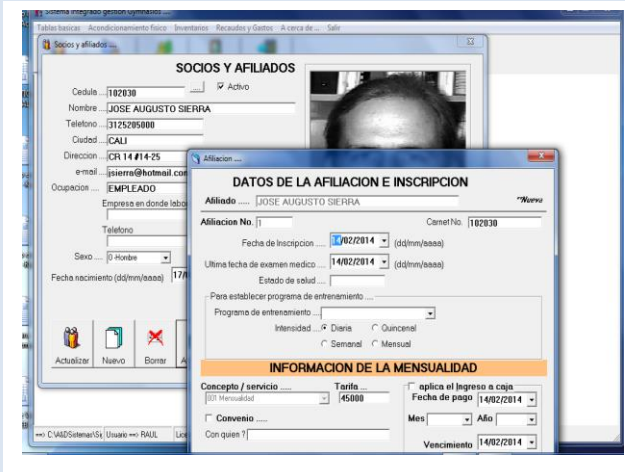 Sistema Integrado gestion Gymnasios ...
Tablas basicas Acondicionamiento fisico Inventarios Recaudos y Gastos A cerca de ... Salir
Socios y afiliados ....
SOCIOS Y AFILIADOS
Cedula ... 102030 ..... Activo
Nombre ... JOSE AUGUSTO SIERRA
Telefono ... 3125205000
Ciudad ... CALI
Direccion ... CR 14 #14-25
e-mail ... jsierra@hotmail.com
Ocupacion .... EMPLEADO
Empresa en donde labor
Telefono
Sexo .... 0-Hombre
Fecha nacimiento (dd/mm/aaaa)
Actualizar Nuevo Borrar
Afiliacion ....
DATOS DE LA AFILIACION E INSCRIPCION
Afiliado ..... JOSE AUGUSTO SIERRA ~Nuevo
Afiliacion No. 1 Carnet No. 102030
Fecha de Inscripcion .... 14/02/2014 (dd/mm/aaaa)
Ultima fecha de examen medico .... 14/02/2014 (dd/mm/aaaa)
Estado de salud ....
Para establecer programa de entrenamiento ....
Programa de entrenamiento ....
Intensidad ... Diaria Quincenal
Semanal Mensual
INFORMACION DE LA MENSUALIDAD
Concepto / servicio ..... Tarifa ... aplica el Ingreso a caja
001 Mensualidad 45000 Fecha de pago 14/02/2014
Convenio ..... Mes Año
Con quien ? Vencimiento 14/02/2014
Usuario ==> RAUL